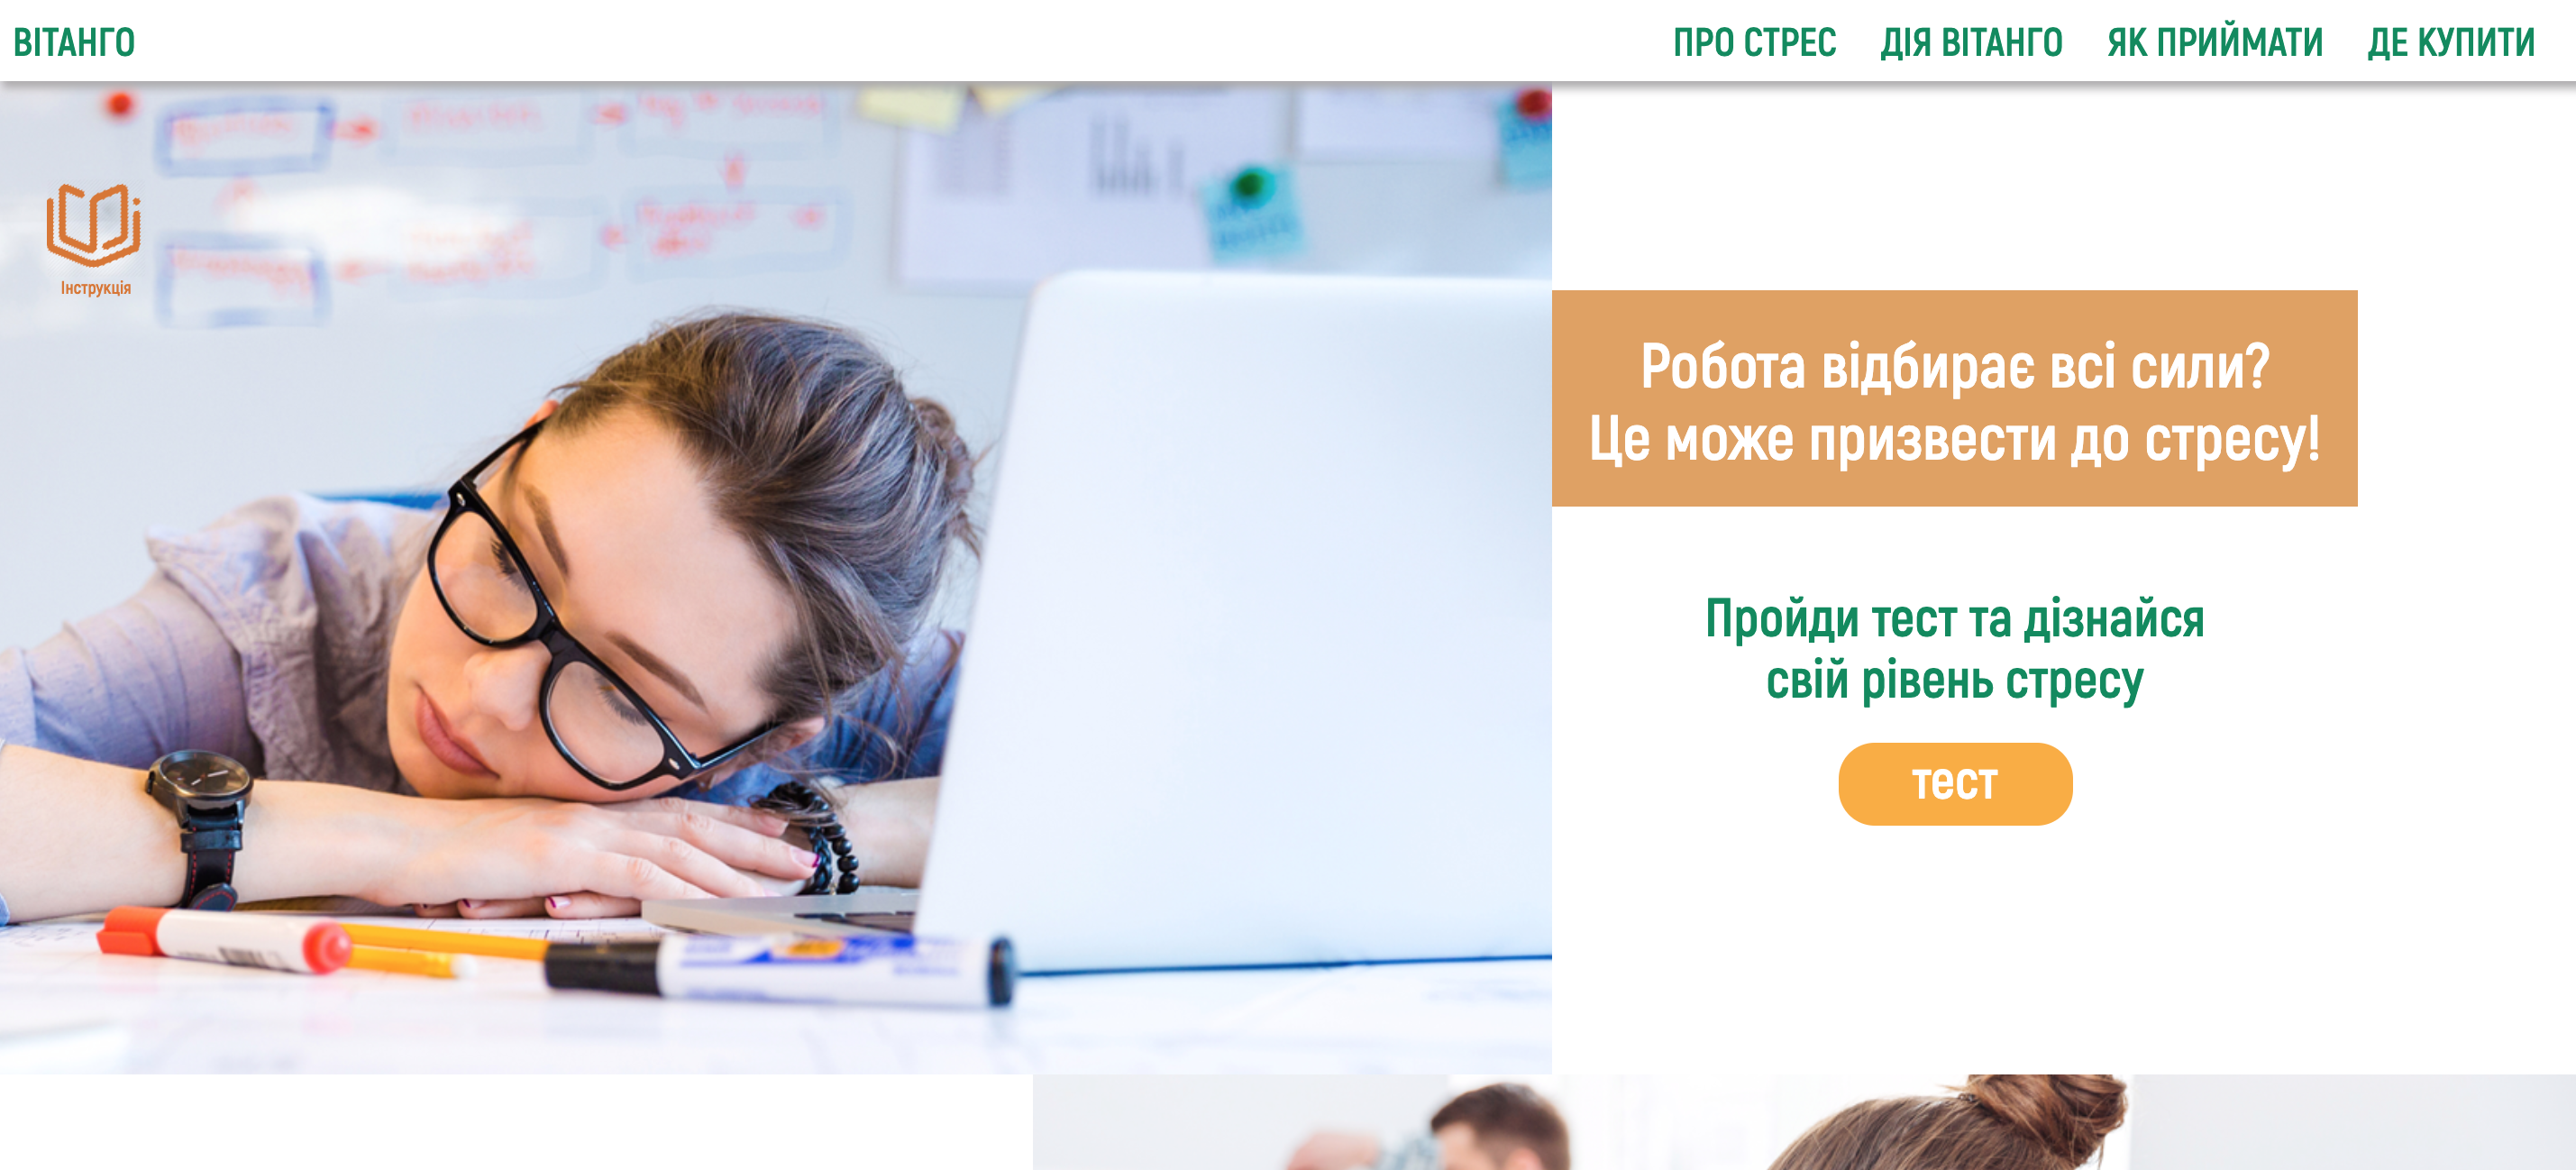 ВІТАНГО
ПРО СТРЕС
ДІЯ ВІТАНГО
ЯК ПРИЙМАТИ
ДЕ КУПИТИ
Інструкція
Робота відбирає всі сили?
Це може призвести до стресу!
Пройди тест та дізнайся
свій рівень стресу
тест